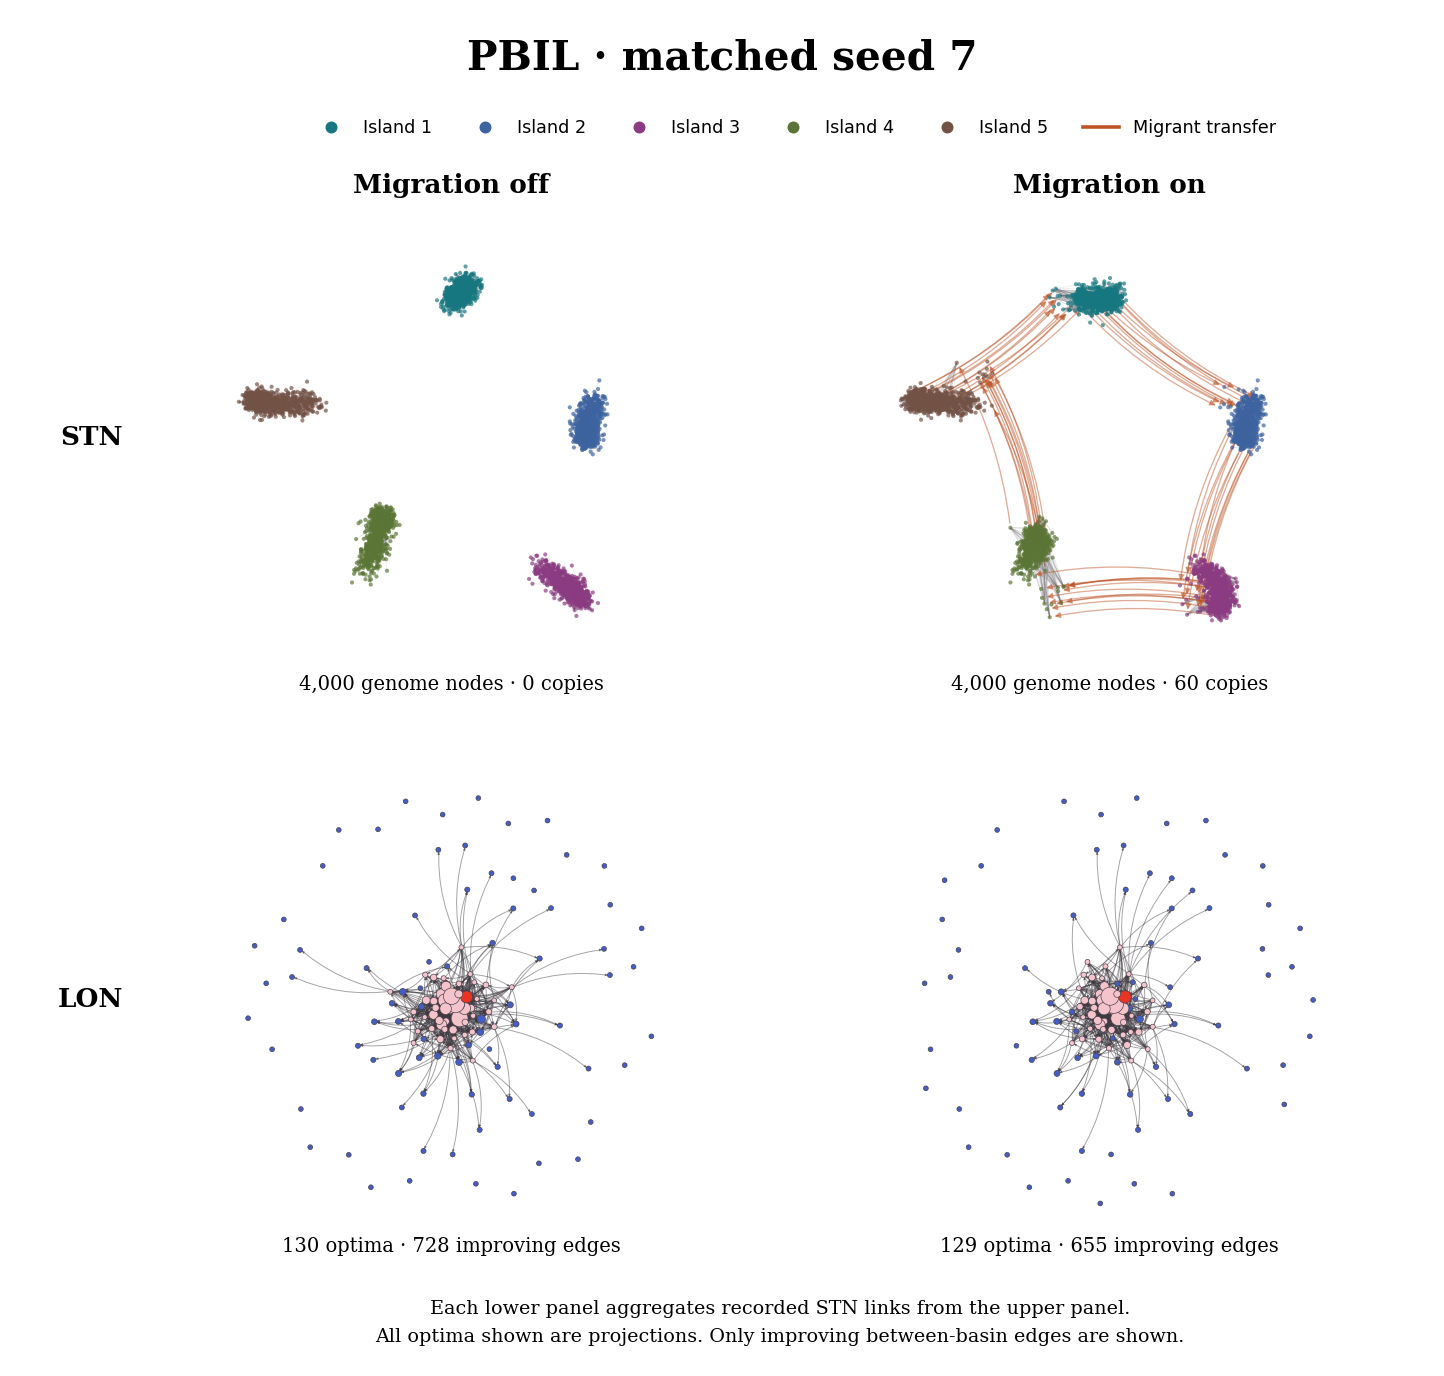 PBIL · matched seed 7
Island 1 Island 2 Island 3 Island 4 Island 5 Migrant transfer
Migration off Migration on
STN
4,000 genome nodes · 0 copies 4,000 genome nodes · 60 copies
LON
130 optima · 728 improving edges 129 optima · 655 improving edges
Each lower panel aggregates recorded STN links from the upper panel.
All optima shown are projections. Only improving between-basin edges are shown.